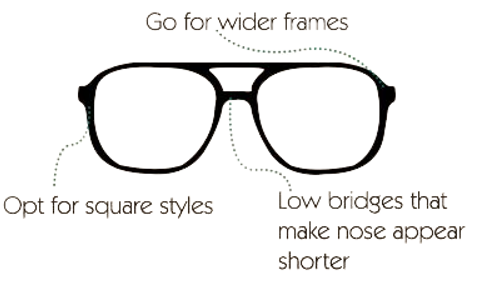 Go for wider frames
Opt for square styles
Low bridges that
make nose appear
shorter